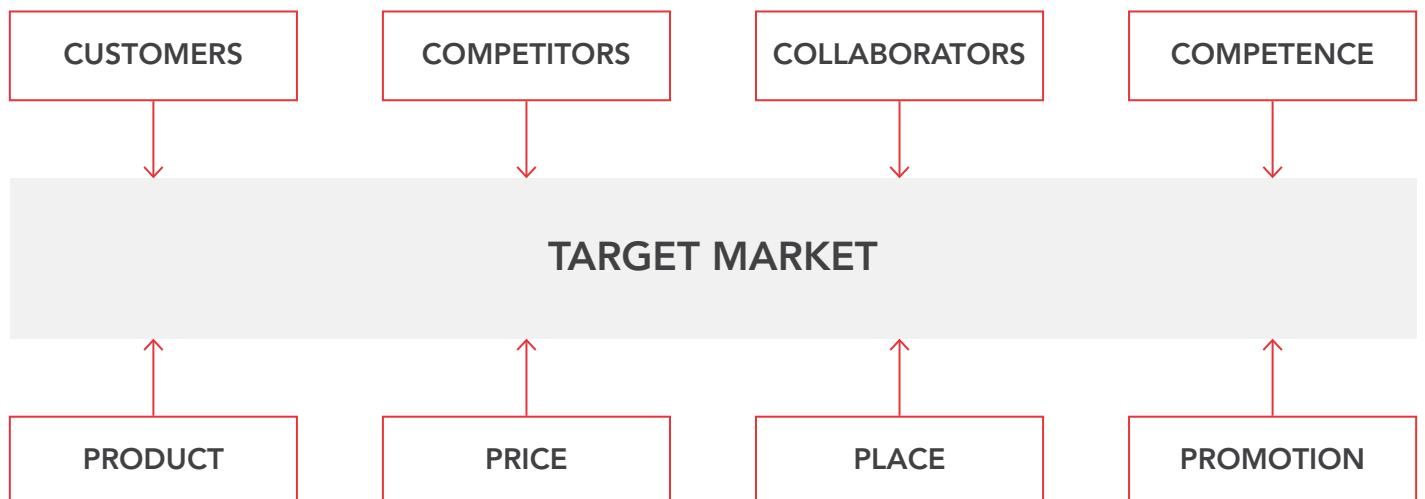 CUSTOMERS
COMPETITORS
COLLABORATORS
COMPETENCE
TARGET MARKET
PRODUCT
PRICE
PLACE
PROMOTION